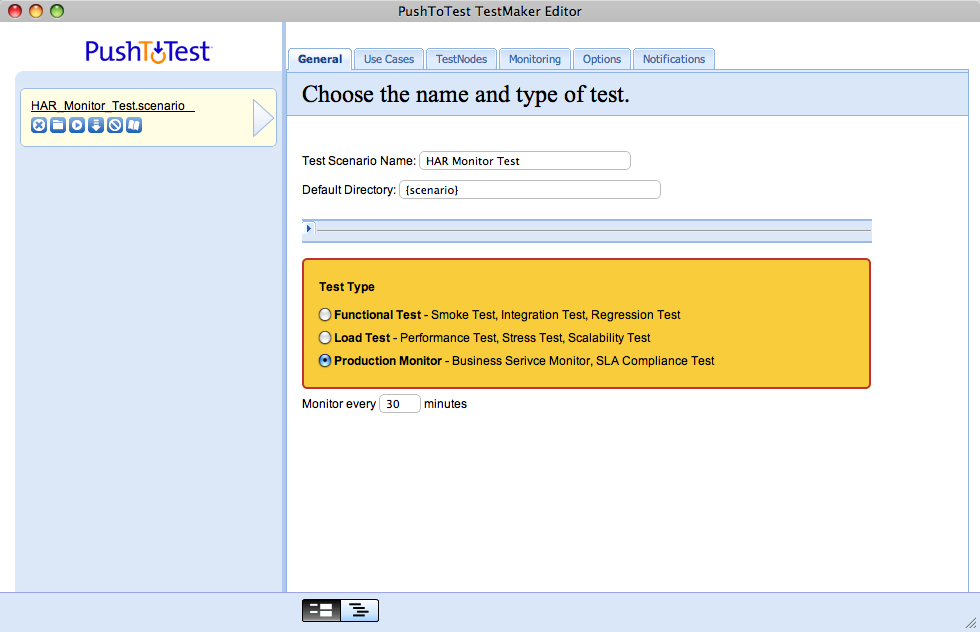 PushToTest TestMaker Editor
PushToTest
HAR_Monitor_Test.scenario
General
Use Cases
TestNodes
Monitoring
Options
Notifications
Choose the name and type of test.
Test Scenario Name: HAR Monitor Test
Default Directory: {scenario}
Test Type
Functional Test - Smoke Test, Integration Test, Regression Test
Load Test - Performance Test, Stress Test, Scalability Test
Production Monitor - Business Serivce Monitor, SLA Compliance Test
Monitor every 30 minutes